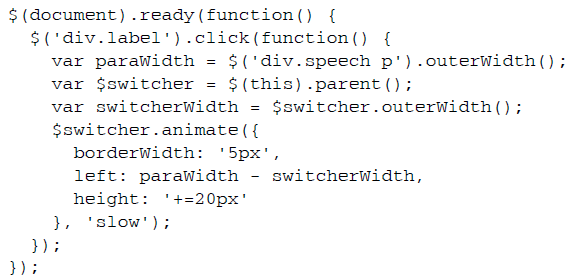 $(document).ready(function() {
  $('div.label').click(function() {
    var paraWidth = $('div.speech p').outerWidth();
    var $switcher = $(this).parent();
    var switcherWidth = $switcher.outerWidth();
    $switcher.animate({
      borderWidth: '5px',
      left: paraWidth - switcherWidth,
      height: '+=20px'
    }, 'slow');
  });
});